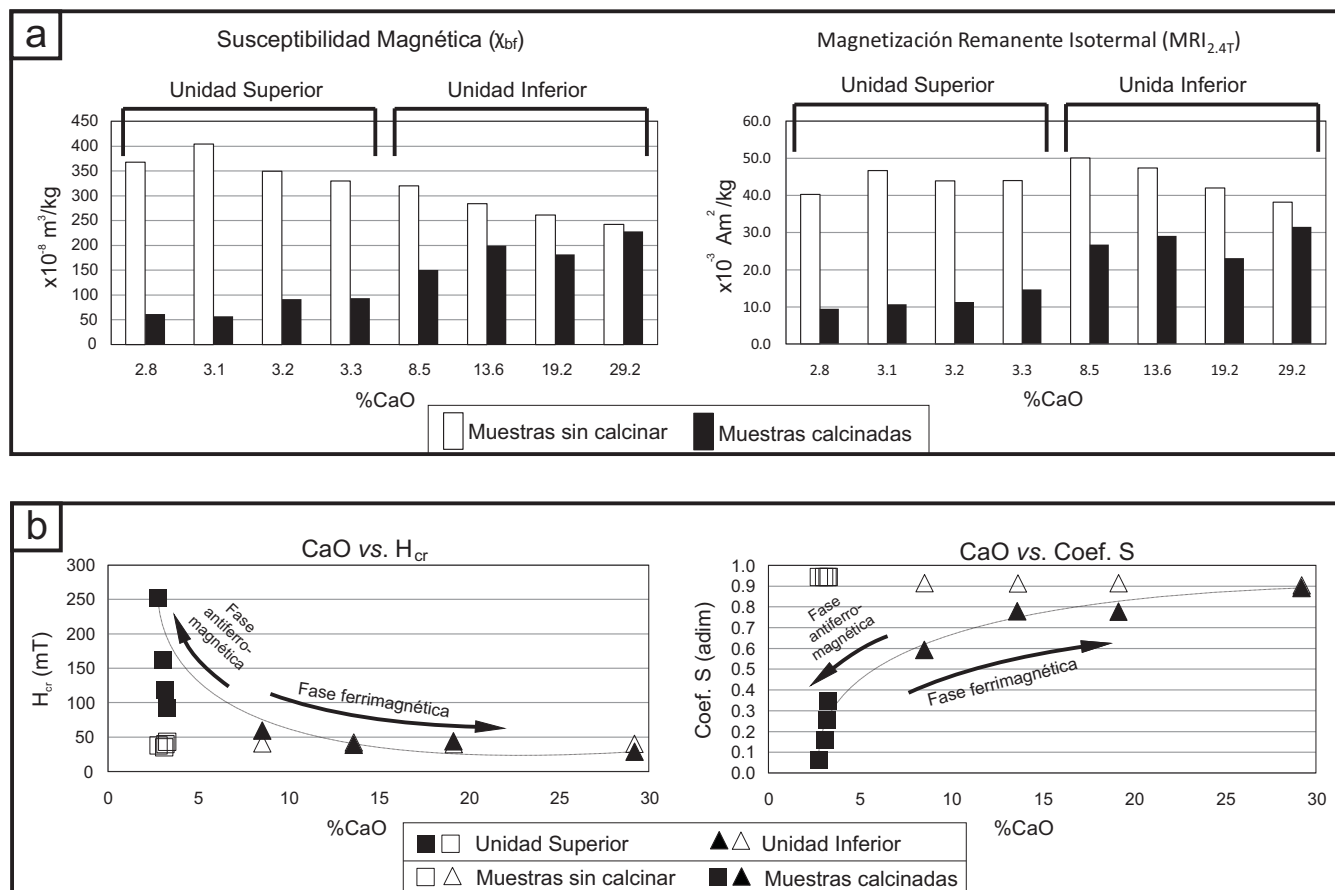 a
Susceptibilidad Magnética (χbf)
Unidad Superior
Unidad Inferior
450
400
350
300
250
200
150
100
50
0
x10⁻⁸ m³/kg
2.8 3.1 3.2 3.3 8.5 13.6 19.2 29.2
%CaO
Magnetización Remanente Isotermal (MRI2.4T)
Unidad Superior
Unida Inferior
60.0
50.0
40.0
30.0
20.0
10.0
0.0
x10⁻³ Am²/kg
2.8 3.1 3.2 3.3 8.5 13.6 19.2 29.2
%CaO
Muestras sin calcinar Muestras calcinadas
b
CaO vs. Hcr
300
250
200
150
100
50
0
Hcr (mT)
Fase
antiferro-
magnética
Fase ferrimagnética
0 5 10 15 20 25 30
%CaO
CaO vs. Coef. S
1.0
0.9
0.8
0.7
0.6
0.5
0.4
0.3
0.2
0.1
0.0
Coef. S (adim)
Fase
antiferro-
magnética
Fase ferrimagnética
0 5 10 15 20 25 30
%CaO
Unidad Superior Unidad Inferior
Muestras sin calcinar Muestras calcinadas